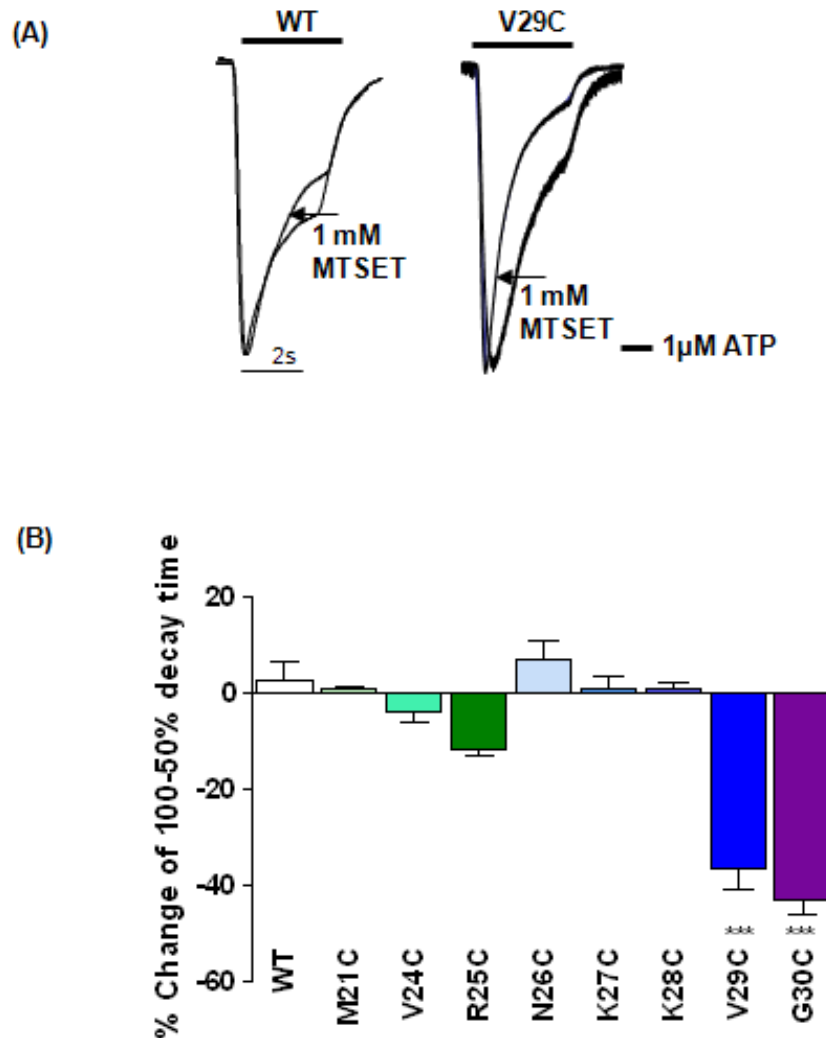 (A)
WT
V29C
1 mM
MTSET
1 mM
MTSET
2s
1µM ATP
(B)
% Change of 100-50% decay time
20
0
-20
-40
-60
*** ***
WT M21C V24C R25C N26C K27C K28C V29C G30C